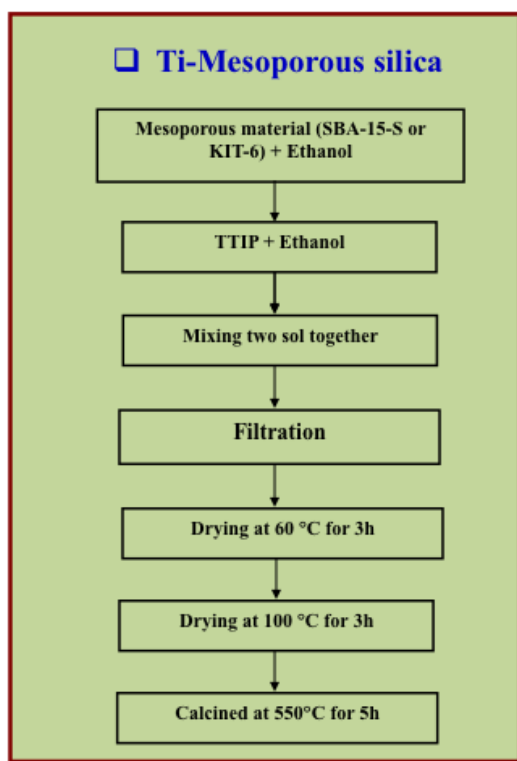 ❑ Ti-Mesoporous silica
Mesoporous material (SBA-15-S or
KIT-6) + Ethanol
TTIP + Ethanol
Mixing two sol together
Filtration
Drying at 60 °C for 3h
Drying at 100 °C for 3h
Calcined at 550°C for 5h